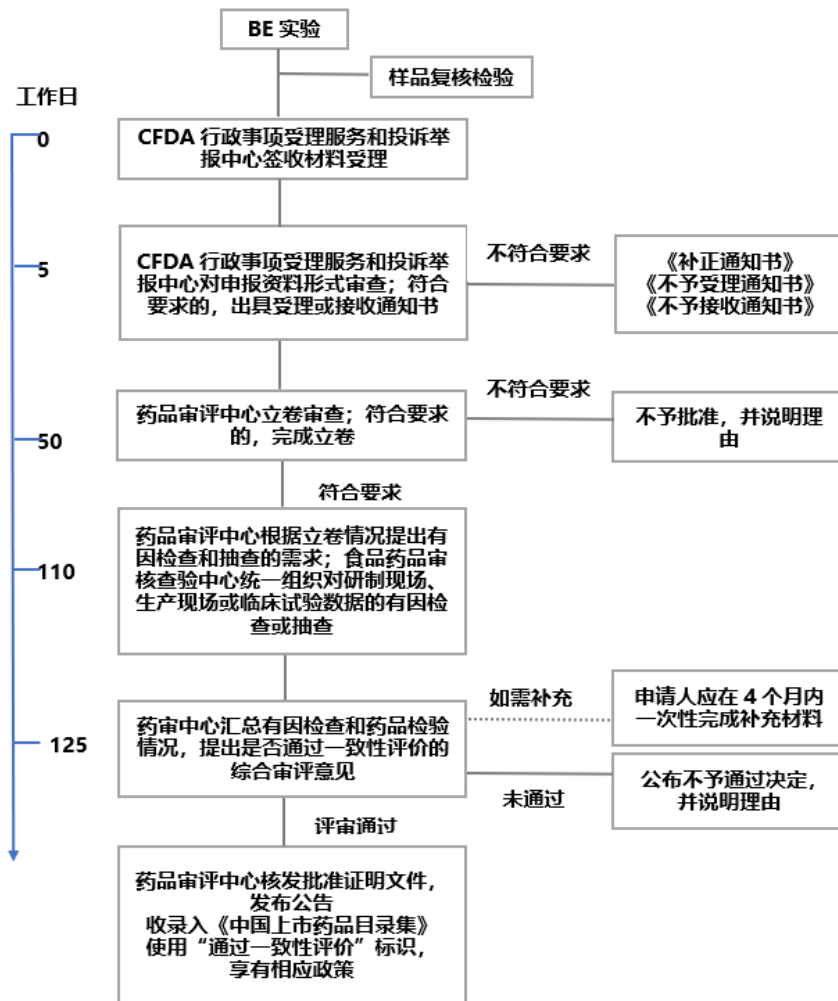 BE 实验
样品复核检验
工作日
0
CFDA 行政事项受理服务和投诉举
报中心签收材料受理
5
CFDA 行政事项受理服务和投诉举
报中心对申报资料形式审查；符合
要求的，出具受理或接收通知书
不符合要求
《补正通知书》
《不予受理通知书》
《不予接收通知书》
50
药品审评中心立卷审查；符合要求
的，完成立卷
不符合要求
不予批准，并说明理
由
符合要求
110
药品审评中心根据立卷情况提出有
因检查和抽查的需求；食品药品审
核查验中心统一组织对研制现场、
生产现场或临床试验数据的有因检
查或抽查
125
药审中心汇总有因检查和药品检验
情况，提出是否通过一致性评价的
综合审评意见
如需补充
申请人应在 4 个月内
一次性完成补充材料
未通过
公布不予通过决定，
并说明理由
评审通过
药品审评中心核发批准证明文件，
发布公告
收录入《中国上市药品目录集》
使用“通过一致性评价”标识，
享有相应政策